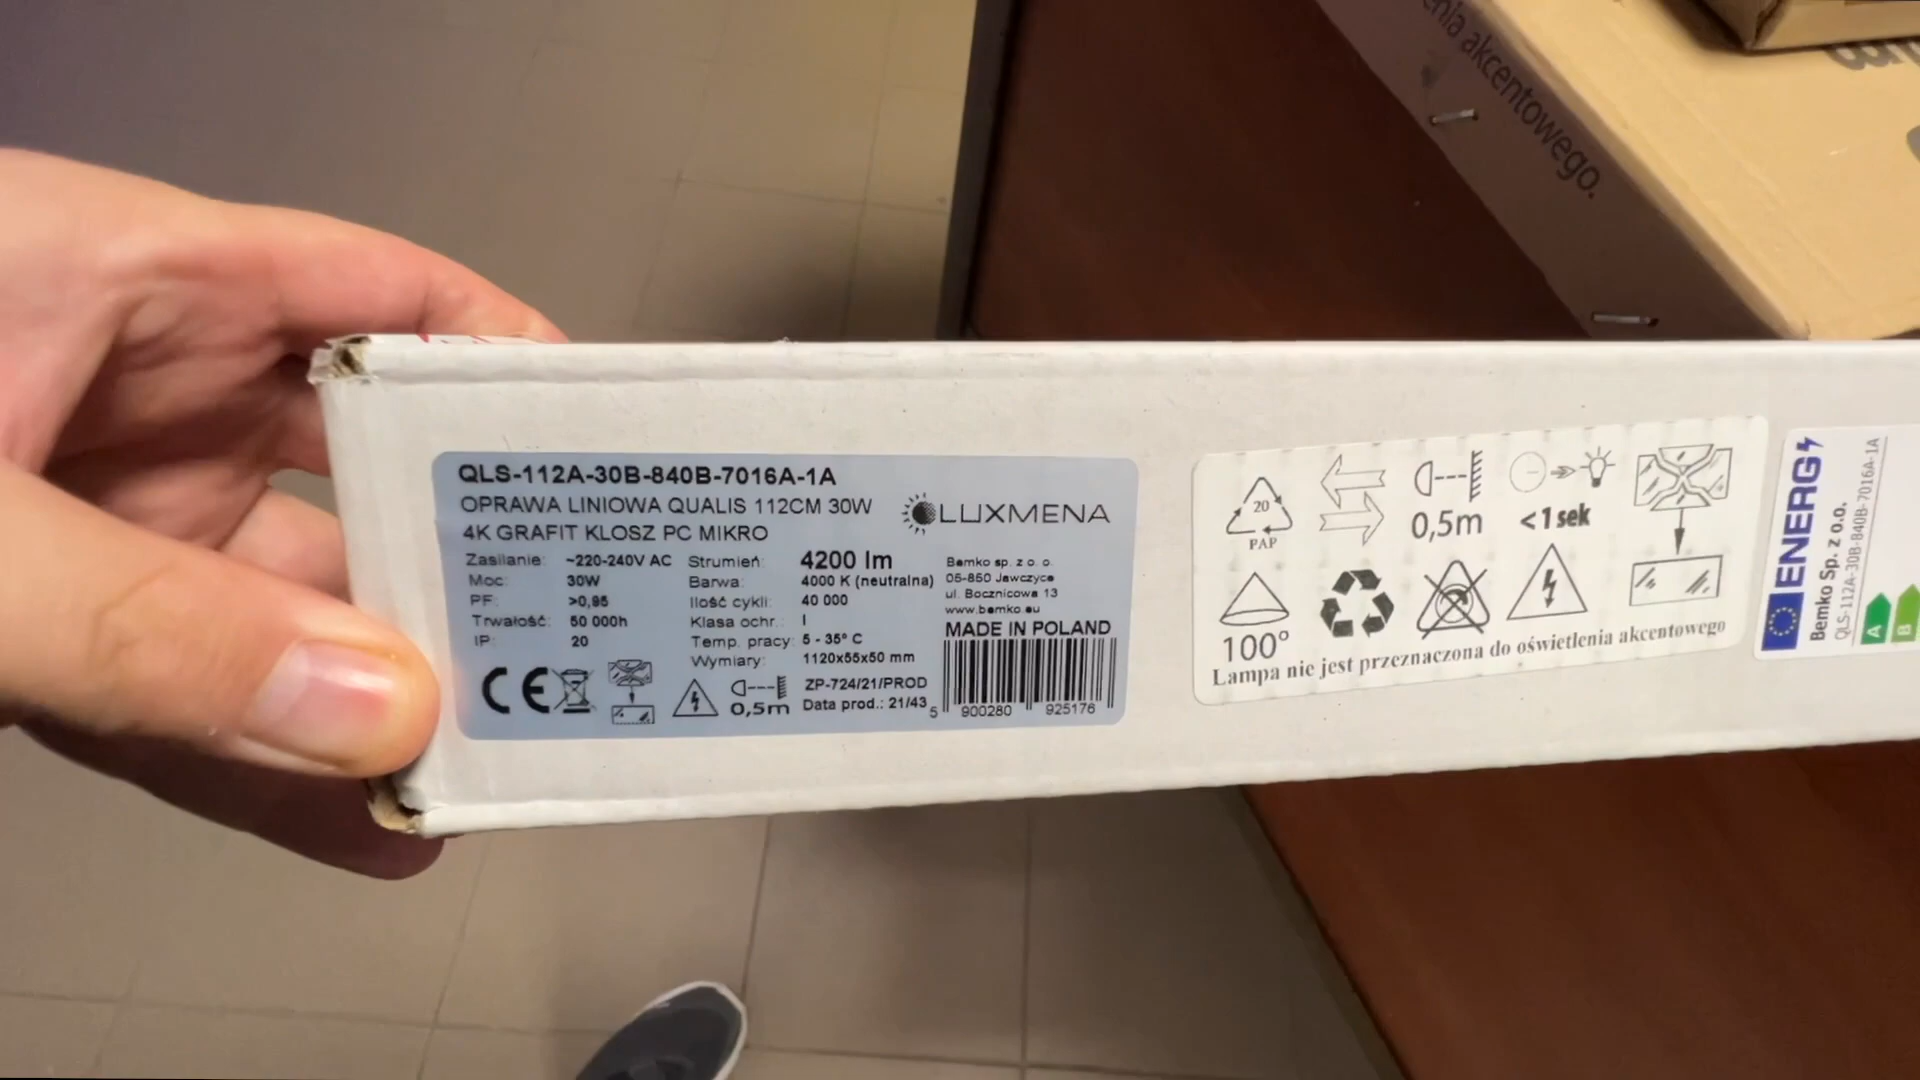 enia akcentowego.
QLS-112A-30B-840B-7016A-1A
OPRAWA LINIOWA QUALIS 112CM 30W
4K GRAFIT KLOSZ PC MIKRO
LUXMENA
Zasilanie: ~220-240V AC
Moc: 30W
PF: >0,95
Trwałość: 50 000h
IP: 20
Strumień: 4200 lm
Barwa: 4000 K (neutralna)
Ilość cykli: 40 000
Klasa ochr. I
Temp. pracy: 5 - 35° C
Wymiary: 1120x55x50 mm
Bemko sp. z o. o.
05-850 Jawczyce
ul. Bocznicowa 13
www.bemko.eu
MADE IN POLAND
CE
0,5m
ZP-724/21/PROD
Data prod.: 21/43
5 900280 925176
20
PAP
0,5m
<1 sek
100°
Lampa nie jest przeznaczona do oświetlenia akcentowego
ENERG
Bemko Sp. z o.o.
QLS-112A-30B-840B-7016A-1A
A
B